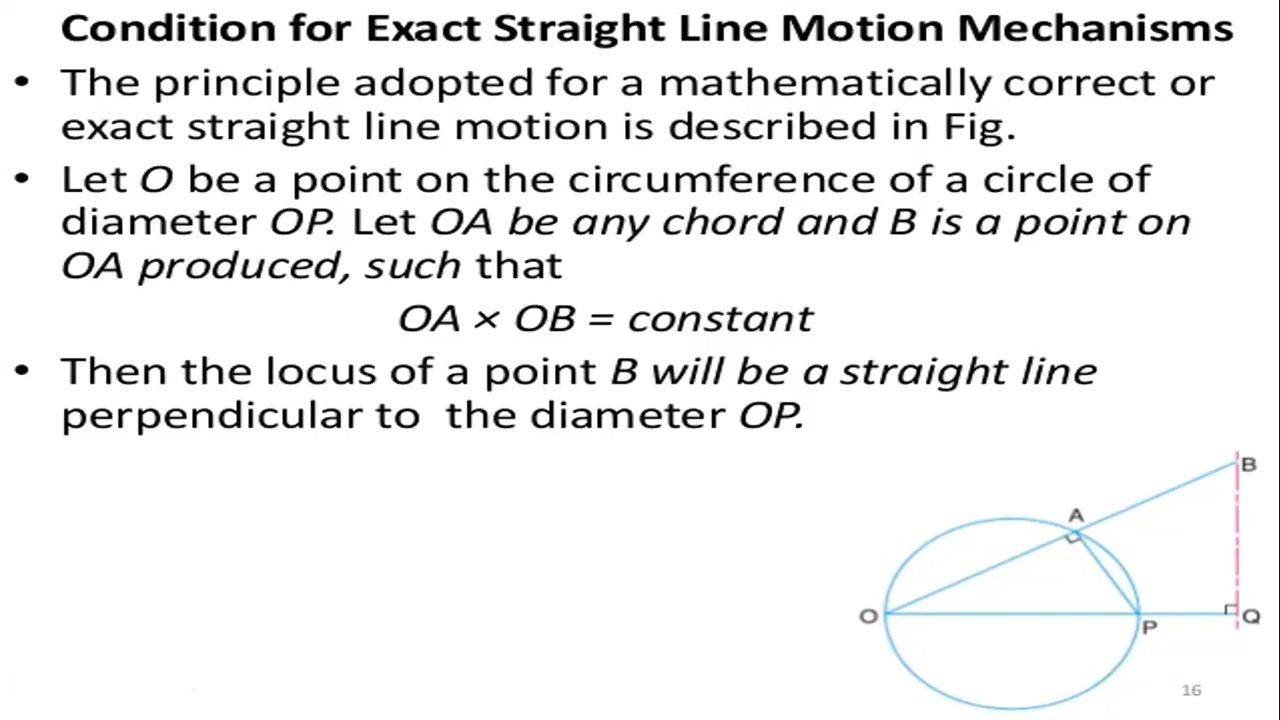 Condition for Exact Straight Line Motion Mechanisms
• The principle adopted for a mathematically correct or
exact straight line motion is described in Fig.
• Let O be a point on the circumference of a circle of
diameter OP. Let OA be any chord and B is a point on
OA produced, such that
OA × OB = constant
• Then the locus of a point B will be a straight line
perpendicular to the diameter OP.
B
A
O
P
Q
16